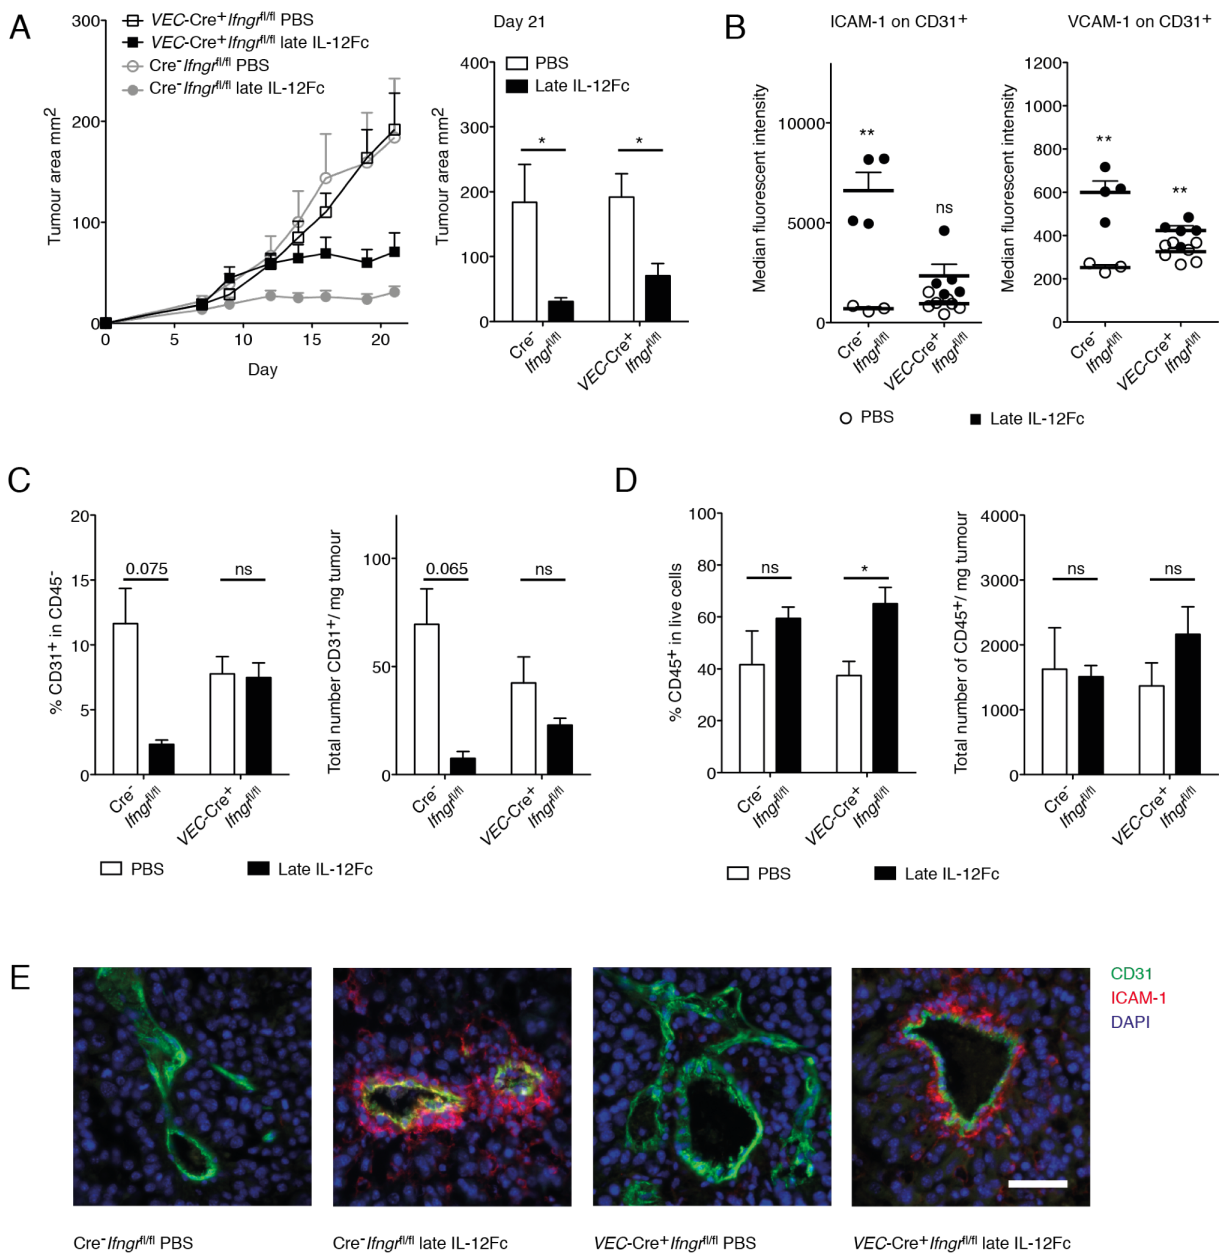 A
Tumour area mm2
300
200
100
0
0
5
10
15
20
Day
VEC-Cre+Ifngrfl/fl PBS
VEC-Cre+Ifngrfl/fl late IL-12Fc
Cre-Ifngrfl/fl PBS
Cre-Ifngrfl/fl late IL-12Fc
Day 21
Tumour area mm2
400
300
200
100
0
PBS
Late IL-12Fc
*
*
Cre-
Ifngrfl/fl
VEC-Cre+
Ifngrfl/fl
B
ICAM-1 on CD31+
Median fluorescent intensity
10000
5000
0
**
ns
Cre-
Ifngrfl/fl
VEC-Cre+
Ifngrfl/fl
VCAM-1 on CD31+
Median fluorescent intensity
1200
1000
800
600
400
200
0
**
**
Cre-
Ifngrfl/fl
VEC-Cre+
Ifngrfl/fl
PBS
Late IL-12Fc
C
% CD31+ in CD45-
20
15
10
5
0
0.075
ns
Cre-
Ifngrfl/fl
VEC-Cre+
Ifngrfl/fl
Total number CD31+/ mg tumour
100
50
0
0.065
ns
Cre-
Ifngrfl/fl
VEC-Cre+
Ifngrfl/fl
PBS
Late IL-12Fc
D
% CD45+ in live cells
100
80
60
40
20
0
ns
*
Cre-
Ifngrfl/fl
VEC-Cre+
Ifngrfl/fl
Total number of CD45+/ mg tumour
4000
3000
2000
1000
0
ns
ns
Cre-
Ifngrfl/fl
VEC-Cre+
Ifngrfl/fl
PBS
Late IL-12Fc
E
CD31
ICAM-1
DAPI
Cre-Ifngrfl/fl PBS
Cre-Ifngrfl/fl late IL-12Fc
VEC-Cre+Ifngrfl/fl PBS
VEC-Cre+Ifngrfl/fl late IL-12Fc